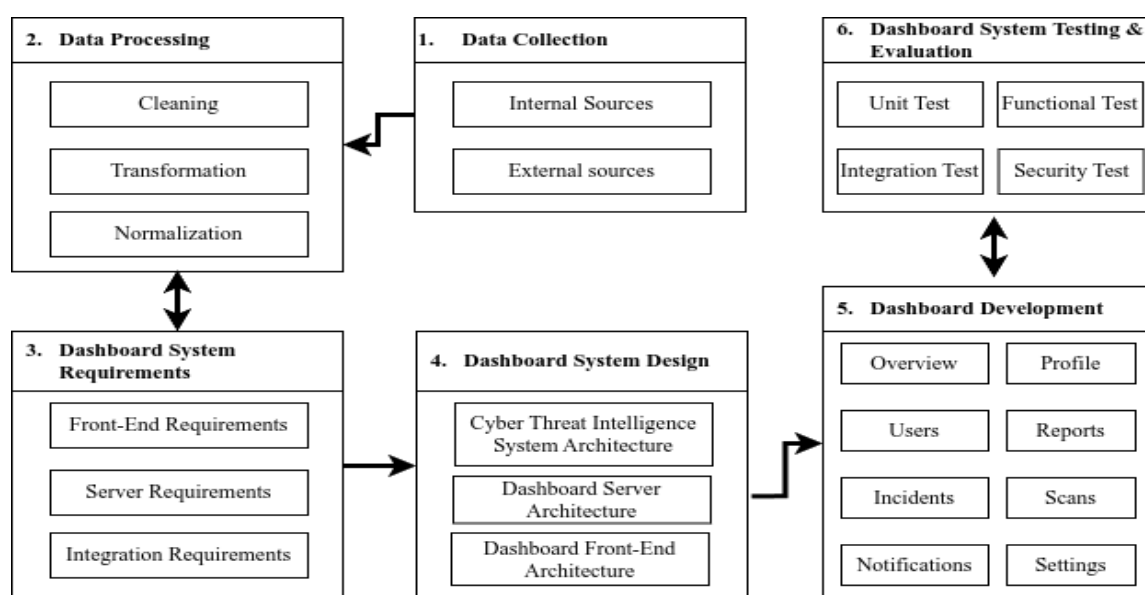 2. Data Processing
Cleaning
Transformation
Normalization
1. Data Collection
Internal Sources
External sources
6. Dashboard System Testing &
Evaluation
Unit Test
Functional Test
Integration Test
Security Test
3. Dashboard System
Requirements
Front-End Requirements
Server Requirements
Integration Requirements
4. Dashboard System Design
Cyber Threat Intelligence
System Architecture
Dashboard Server
Architecture
Dashboard Front-End
Architecture
5. Dashboard Development
Overview
Profile
Users
Reports
Incidents
Scans
Notifications
Settings